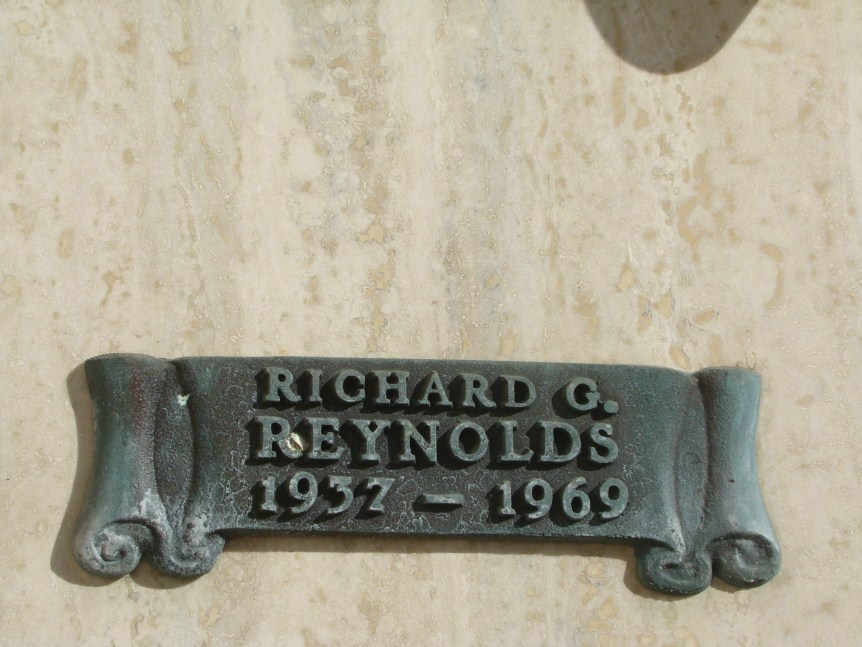 RICHARD G.
REYNOLDS
1937 — 1969